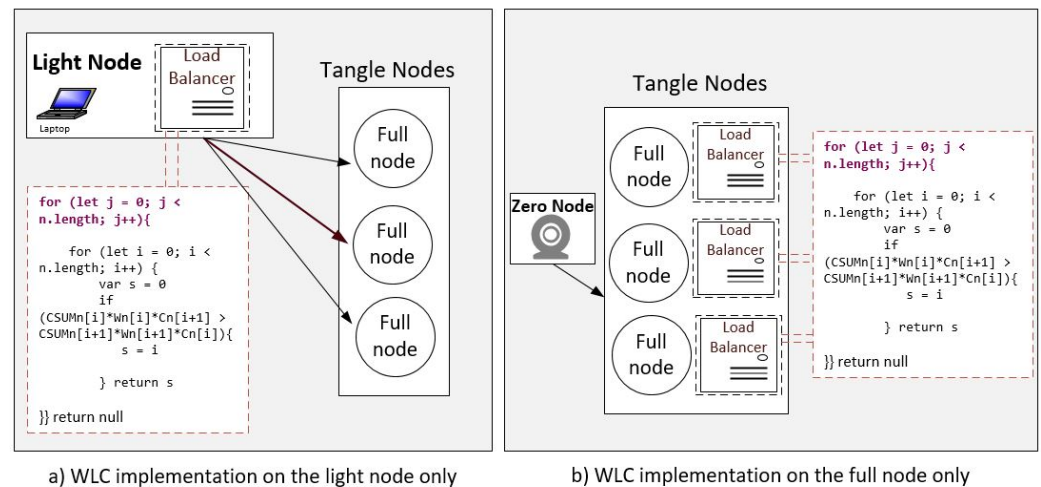 Light Node
Laptop
Load
Balancer
Tangle Nodes
Full
node
Full
node
Full
node
for (let j = 0; j <
n.length; j++){
for (let i = 0; i <
n.length; i++) {
var s = 0
if
(CSUMn[i]*Wn[i]*Cn[i+1] >
CSUMn[i+1]*Wn[i+1]*Cn[i]){
s = i
} return s
}} return null
a) WLC implementation on the light node only
Tangle Nodes
Zero Node
Full
node
Load
Balancer
Full
node
Load
Balancer
Full
node
Load
Balancer
for (let j = 0; j <
n.length; j++){
for (let i = 0; i <
n.length; i++) {
var s = 0
if
(CSUMn[i]*Wn[i]*Cn[i+1] >
CSUMn[i+1]*Wn[i+1]*Cn[i]){
s = i
} return s
}} return null
b) WLC implementation on the full node only